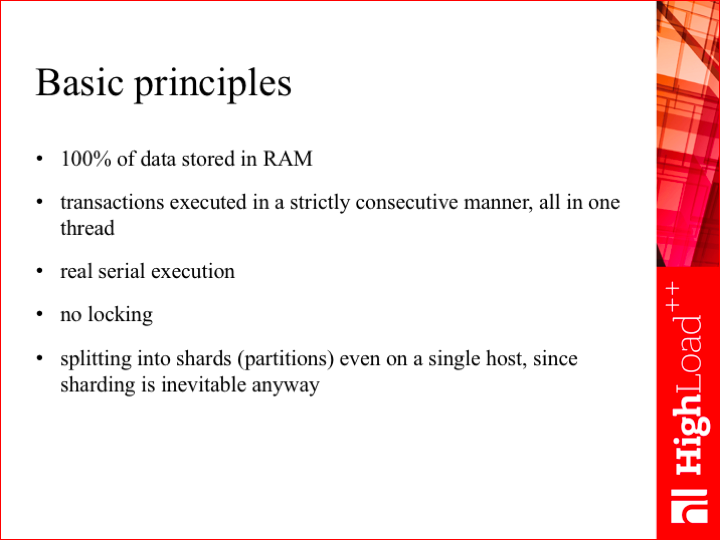 Basic principles
• 100% of data stored in RAM
• transactions executed in a strictly consecutive manner, all in one
thread
• real serial execution
• no locking
• splitting into shards (partitions) even on a single host, since
sharding is inevitable anyway
HighLoad++